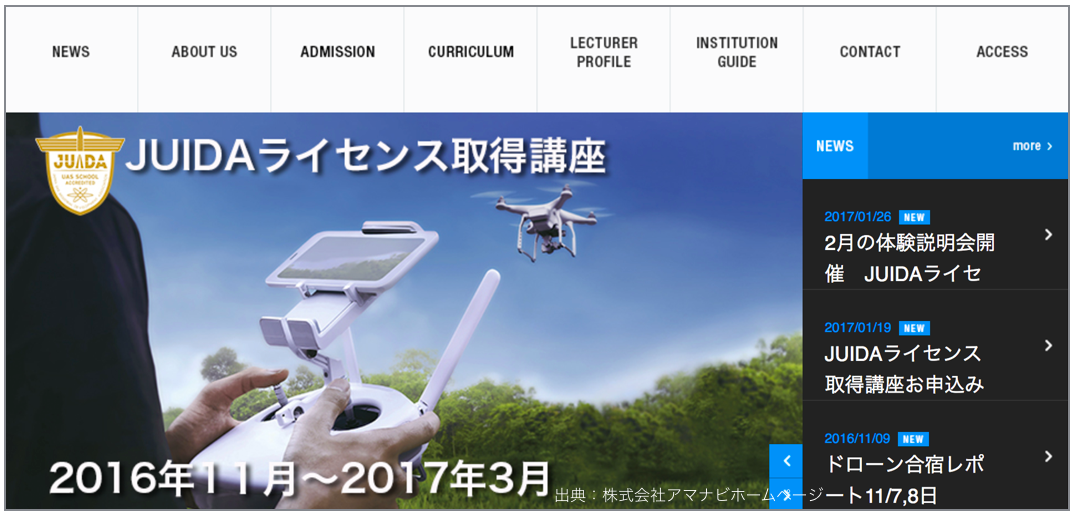 NEWS
ABOUT US
ADMISSION
CURRICULUM
LECTURER
PROFILE
INSTITUTION
GUIDE
CONTACT
ACCESS
JUIDA
UAS SCHOOL
ACCREDITED
JUIDAライセンス取得講座
2016年11月〜2017年3月
NEWS
more
2017/01/26 NEW
2月の体験説明会開
催　JUIDAライセ
2017/01/19 NEW
JUIDAライセンス
取得講座お申込み
2016/11/09 NEW
ドローン合宿レポ
ート11/7,8日
出典：株式会社アマナビホームページ